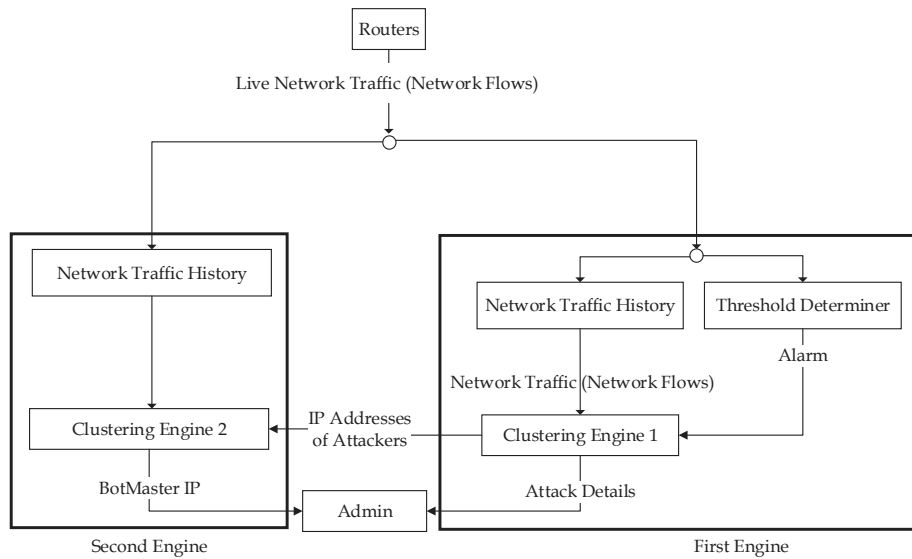 Routers
Live Network Traffic (Network Flows)
Network Traffic History
Network Traffic History
Threshold Determiner
Alarm
Network Traffic (Network Flows)
IP Addresses
of Attackers
Clustering Engine 2
Clustering Engine 1
BotMaster IP
Attack Details
Admin
Second Engine
First Engine